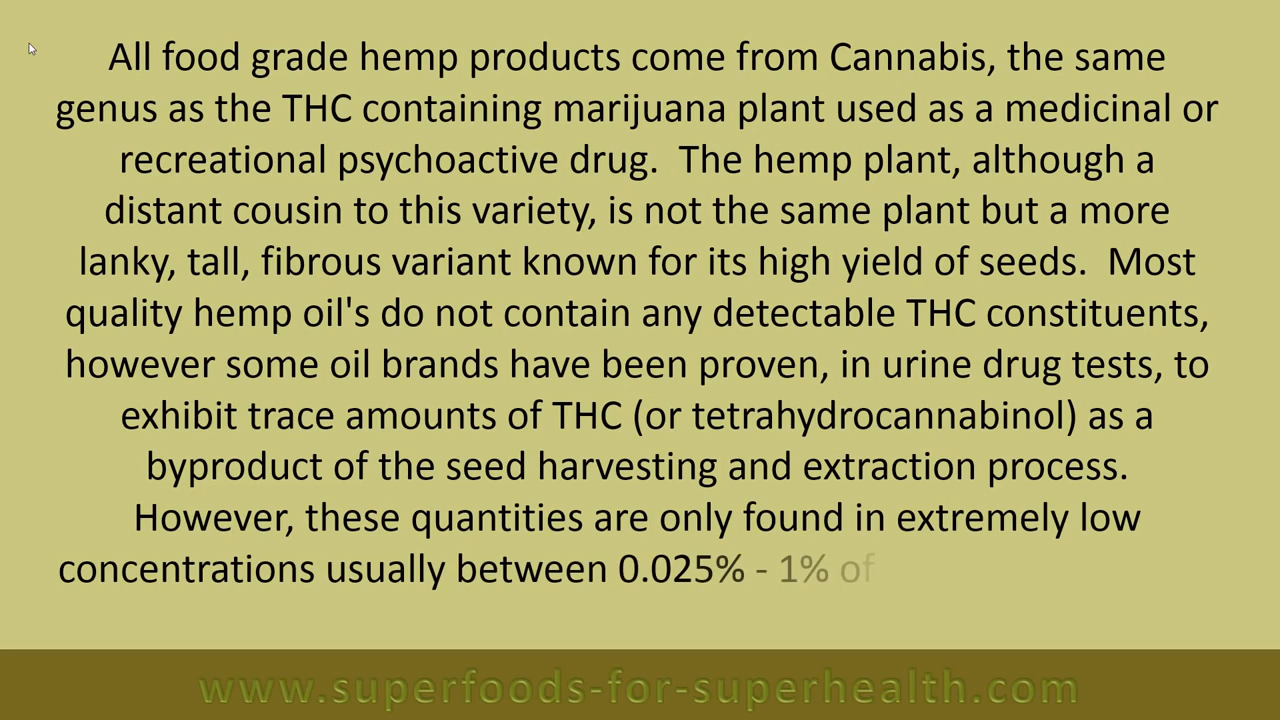 All food grade hemp products come from Cannabis, the same
genus as the THC containing marijuana plant used as a medicinal or
recreational psychoactive drug.  The hemp plant, although a
distant cousin to this variety, is not the same plant but a more
lanky, tall, fibrous variant known for its high yield of seeds.  Most
quality hemp oil's do not contain any detectable THC constituents,
however some oil brands have been proven, in urine drug tests, to
exhibit trace amounts of THC (or tetrahydrocannabinol) as a
byproduct of the seed harvesting and extraction process.
However, these quantities are only found in extremely low
concentrations usually between 0.025% - 1% of
www.superfoods-for-superhealth.com